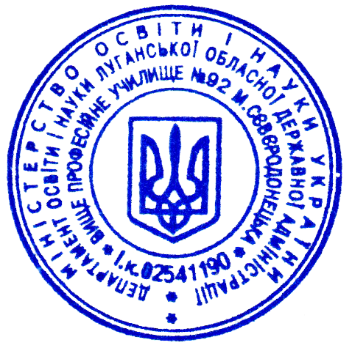 МІНІСТЕРСТВО ОСВІТИ І НАУКИ УКРАЇНИ
ДЕПАРТАМЕНТ ОСВІТИ І НАУКИ ЛУГАНСЬКОЇ ОБЛАСНОЇ ДЕРЖАВНОЇ АДМІНІСТРАЦІЇ
ВИЩЕ ПРОФЕСІЙНЕ УЧИЛИЩЕ №92 М.СЄВЄРОДОНЕЦЬКА
І.к.02541190